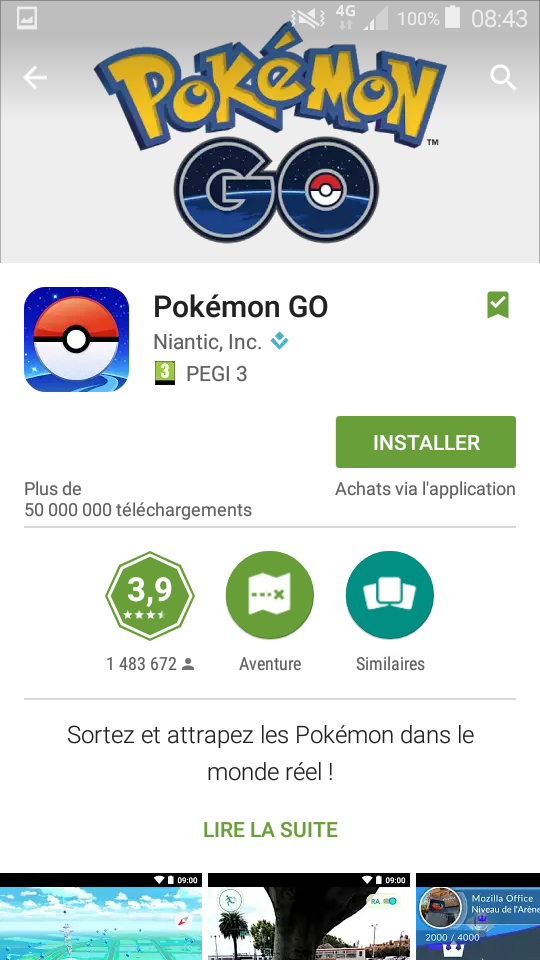 4G 100% 08:43
POKÉMON
TM
GO
Pokémon GO
Niantic, Inc.
3 PEGI 3
INSTALLER
Plus de
50 000 000 téléchargements
Achats via l'application
3,9
1 483 672
Aventure
Similaires
Sortez et attrapez les Pokémon dans le
monde réel !
LIRE LA SUITE
09:00
09:00
RA
Mozilla Office
Niveau de l'Arène
2000 / 4000